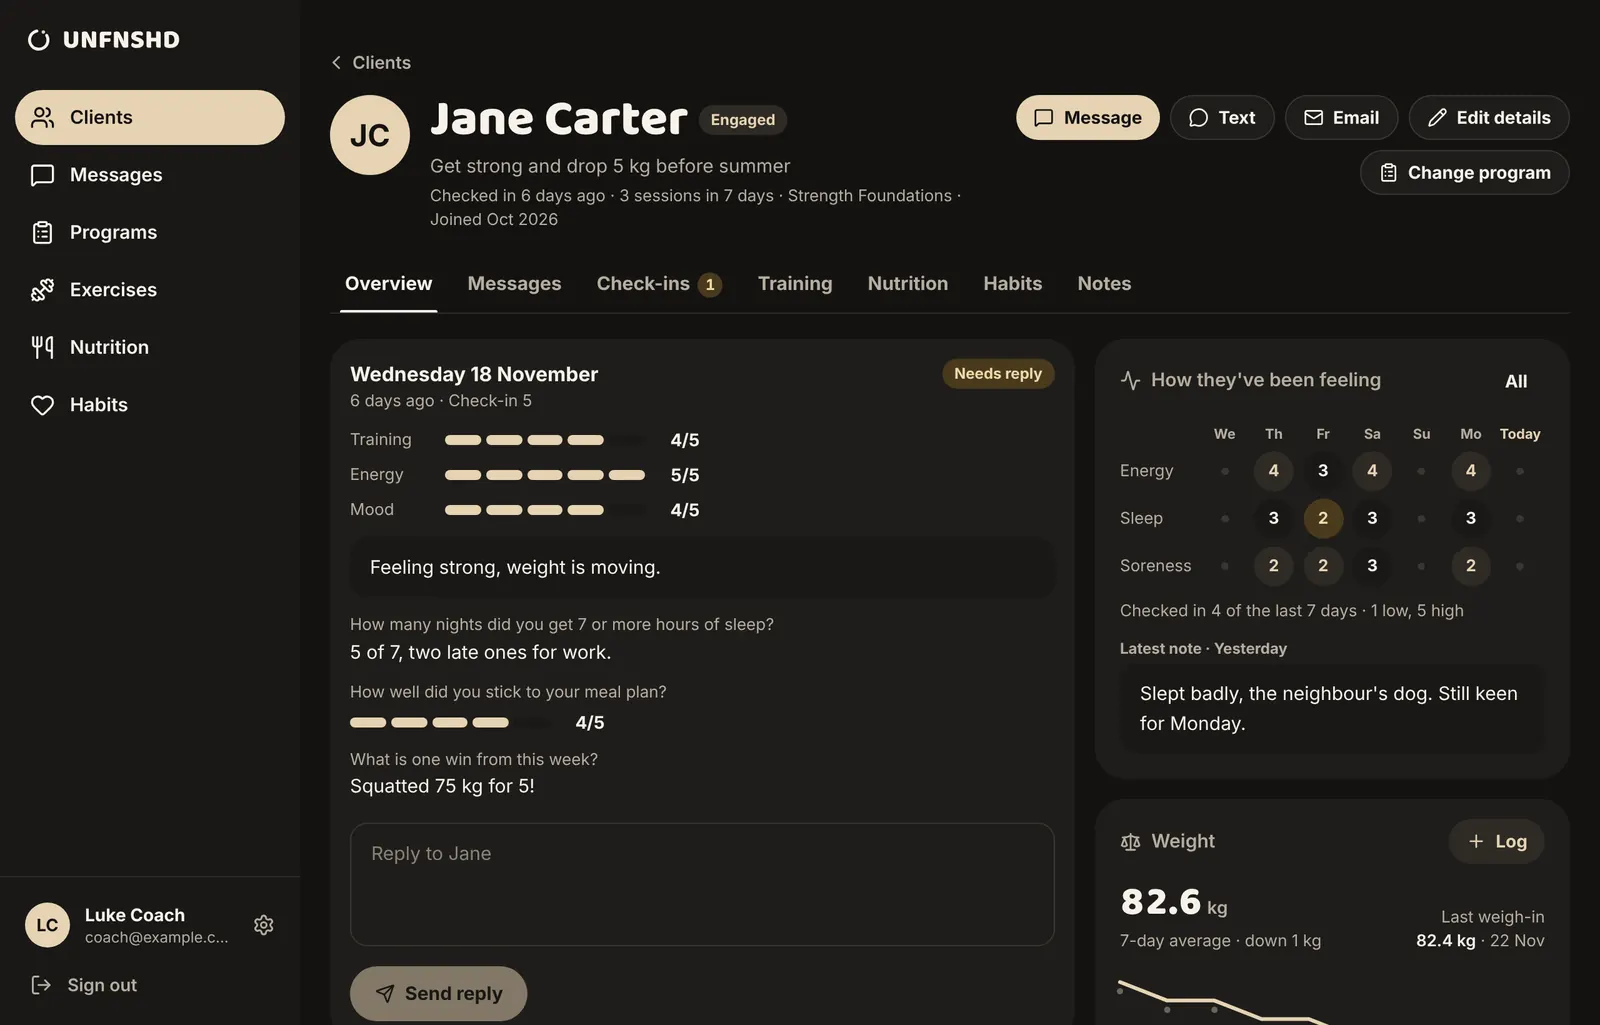 UNFNSHD
Clients
Messages
Programs
Exercises
Nutrition
Habits
LC
Luke Coach
coach@example.c...
Sign out
Clients
JC
Jane Carter
Engaged
Get strong and drop 5 kg before summer
Checked in 6 days ago · 3 sessions in 7 days · Strength Foundations ·
Joined Oct 2026
Message
Text
Email
Edit details
Change program
Overview
Messages
Check-ins 1
Training
Nutrition
Habits
Notes
Wednesday 18 November
Needs reply
6 days ago · Check-in 5
Training 4/5
Energy 5/5
Mood 4/5
Feeling strong, weight is moving.
How many nights did you get 7 or more hours of sleep?
5 of 7, two late ones for work.
How well did you stick to your meal plan?
4/5
What is one win from this week?
Squatted 75 kg for 5!
Reply to Jane
Send reply
How they've been feeling
All
We Th Fr Sa Su Mo Today
Energy 4 3 4 4
Sleep 3 2 3 3
Soreness 2 2 3 2
Checked in 4 of the last 7 days · 1 low, 5 high
Latest note · Yesterday
Slept badly, the neighbour's dog. Still keen
for Monday.
Weight
Log
82.6 kg
7-day average · down 1 kg
Last weigh-in
82.4 kg · 22 Nov